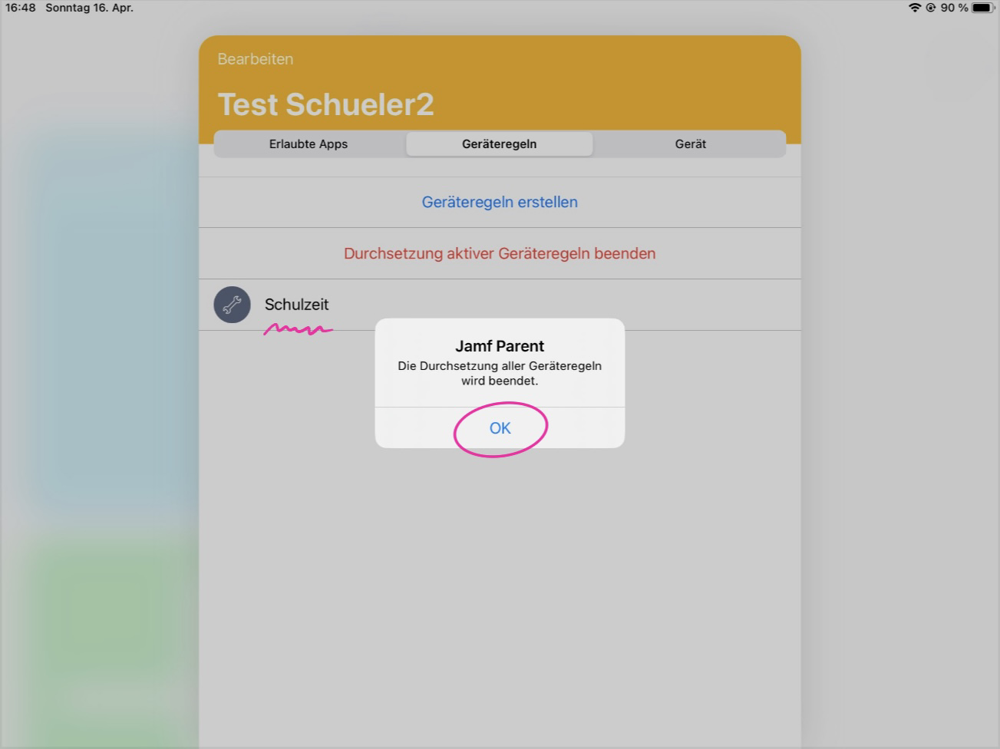 16:48 Sonntag 16. Apr.
90 %
Bearbeiten
Test Schueler2
Erlaubte Apps Geräteregeln Gerät
Geräteregeln erstellen
Durchsetzung aktiver Geräteregeln beenden
Schulzeit
Jamf Parent
Die Durchsetzung aller Geräteregeln
wird beendet.
OK